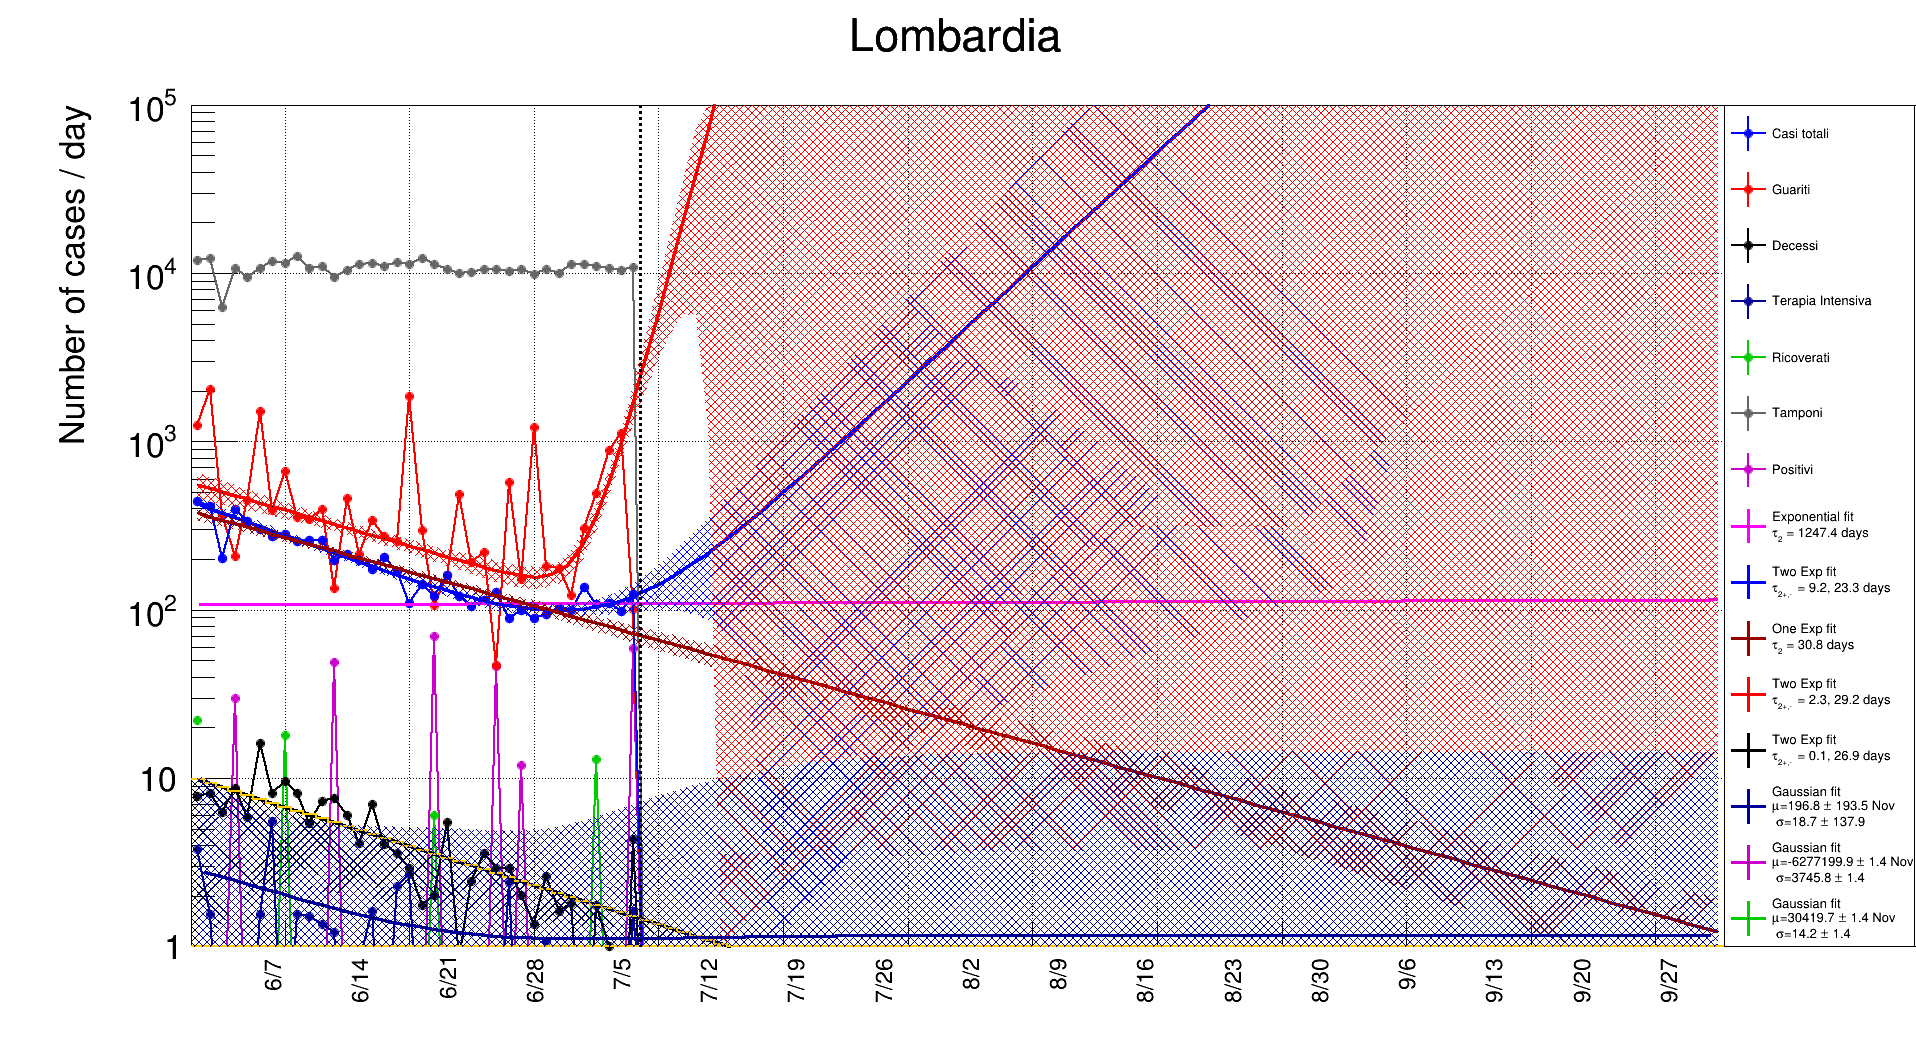 Lombardia
Number of cases / day
10^5
10^4
10^3
10^2
10
1
6/7
6/14
6/21
6/28
7/5
7/12
7/19
7/26
8/2
8/9
8/16
8/23
8/30
9/6
9/13
9/20
9/27
Casi totali
Guariti
Decessi
Terapia Intensiva
Ricoverati
Tamponi
Positivi
Exponential fit
τ₂ = 1247.4 days
Two Exp fit
τ₂₊,₋ = 9.2, 23.3 days
One Exp fit
τ₂ = 30.8 days
Two Exp fit
τ₂₊,₋ = 2.3, 29.2 days
Two Exp fit
τ₂₊,₋ = 0.1, 26.9 days
Gaussian fit
μ=196.8 ± 193.5 Nov
σ=18.7 ± 137.9
Gaussian fit
μ=-6277199.9 ± 1.4 Nov
σ=3745.8 ± 1.4
Gaussian fit
μ=30419.7 ± 1.4 Nov
σ=14.2 ± 1.4